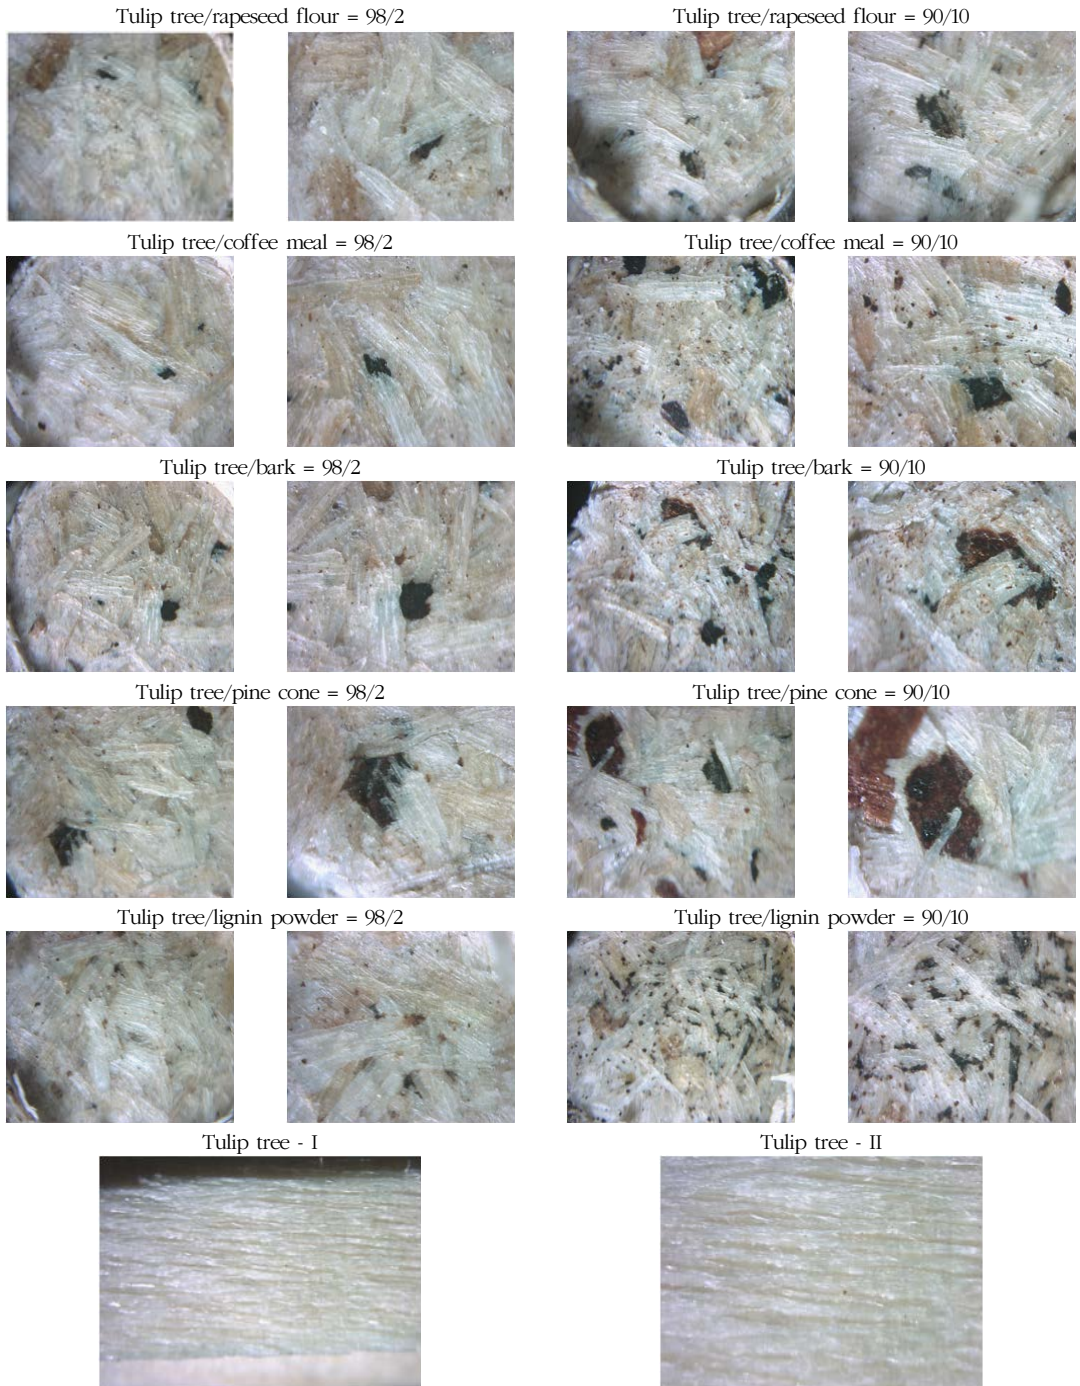 Tulip tree/rapeseed flour = 98/2
Tulip tree/rapeseed flour = 90/10
Tulip tree/coffee meal = 98/2
Tulip tree/coffee meal = 90/10
Tulip tree/bark = 98/2
Tulip tree/bark = 90/10
Tulip tree/pine cone = 98/2
Tulip tree/pine cone = 90/10
Tulip tree/lignin powder = 98/2
Tulip tree/lignin powder = 90/10
Tulip tree - I
Tulip tree - II